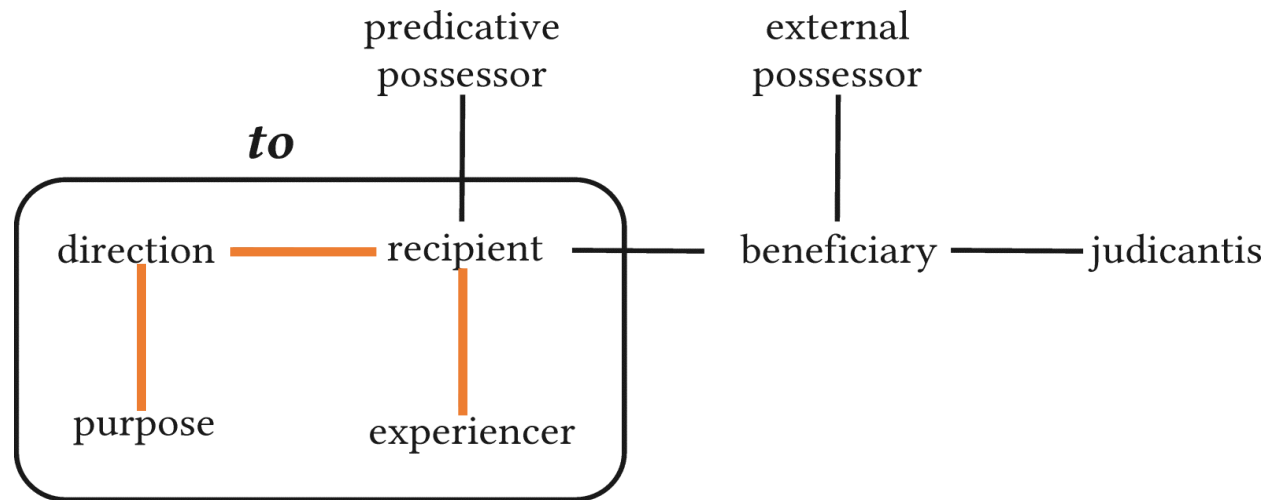 predicative
possessor
external
possessor
to
direction
recipient
beneficiary
judicantis
purpose
experiencer